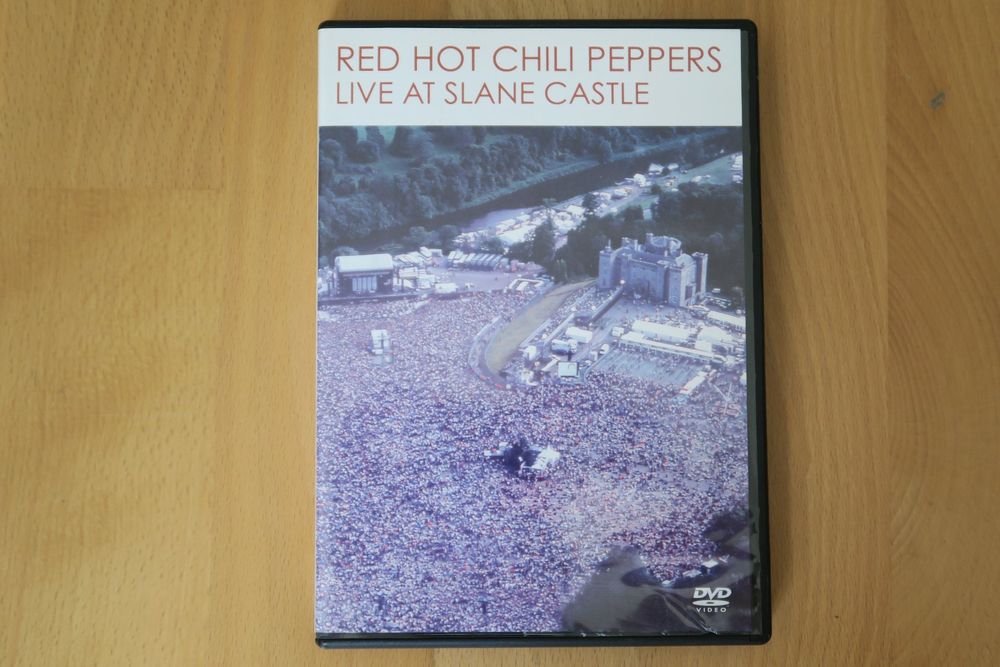 RED HOT CHILI PEPPERS
LIVE AT SLANE CASTLE
DVD
VIDEO